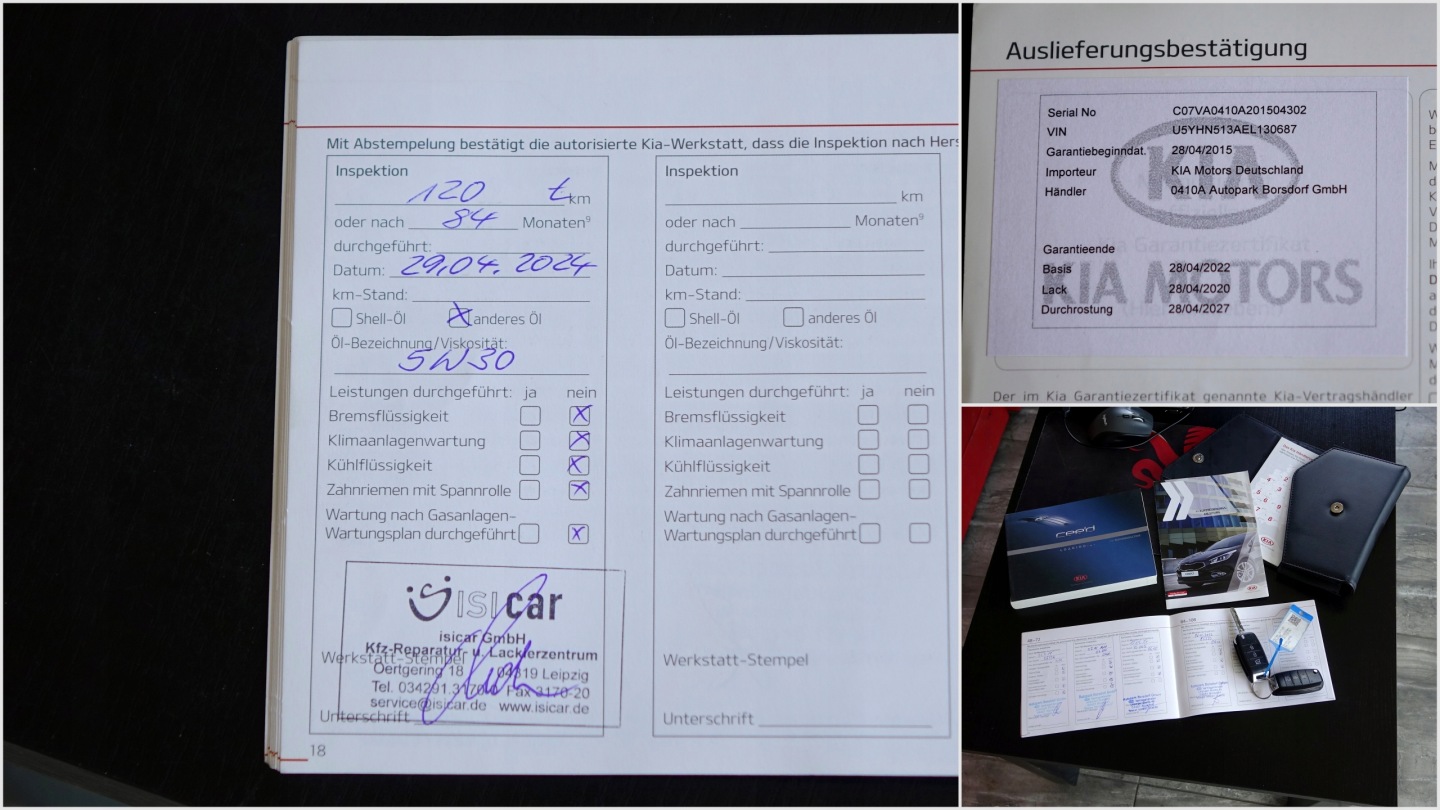 Mit Abstempelung bestätigt die autorisierte Kia-Werkstatt, dass die Inspektion nach Hers
Inspektion
120 t km
oder nach 84 Monaten⁹
durchgeführt:
Datum: 29.04.2024
km-Stand:
Shell-Öl anderes Öl
Öl-Bezeichnung/Viskosität:
5W30
Leistungen durchgeführt: ja nein
Bremsflüssigkeit
Klimaanlagenwartung
Kühlflüssigkeit
Zahnriemen mit Spannrolle
Wartung nach Gasanlagen-
Wartungsplan durchgeführt
isicar
isicar GmbH
Kfz-Reparatur- u. Lackierzentrum
Werkstatt-Stempel
Oertgering 18 04319 Leipzig
Tel. 034291.3170 Fax 3170-20
service@isicar.de www.isicar.de
Unterschrift
18
Inspektion
km
oder nach Monaten⁹
durchgeführt:
Datum:
km-Stand:
Shell-Öl anderes Öl
Öl-Bezeichnung/Viskosität:
Leistungen durchgeführt: ja nein
Bremsflüssigkeit
Klimaanlagenwartung
Kühlflüssigkeit
Zahnriemen mit Spannrolle
Wartung nach Gasanlagen-
Wartungsplan durchgeführt
Werkstatt-Stempel
Unterschrift
Auslieferungsbestätigung
Serial No C07VA0410A201504302
VIN U5YHN513AEL130687
Garantiebeginndat. 28/04/2015
Importeur KIA Motors Deutschland
Händler 0410A Autopark Borsdorf GmbH
KIA
Garantiezertifikat
KIA MOTORS
Garantieende
Basis 28/04/2022
Lack 28/04/2020
Durchrostung 28/04/2027
Der im Kia Garantiezertifikat genannte Kia-Vertragshändler
cee'd
KIA